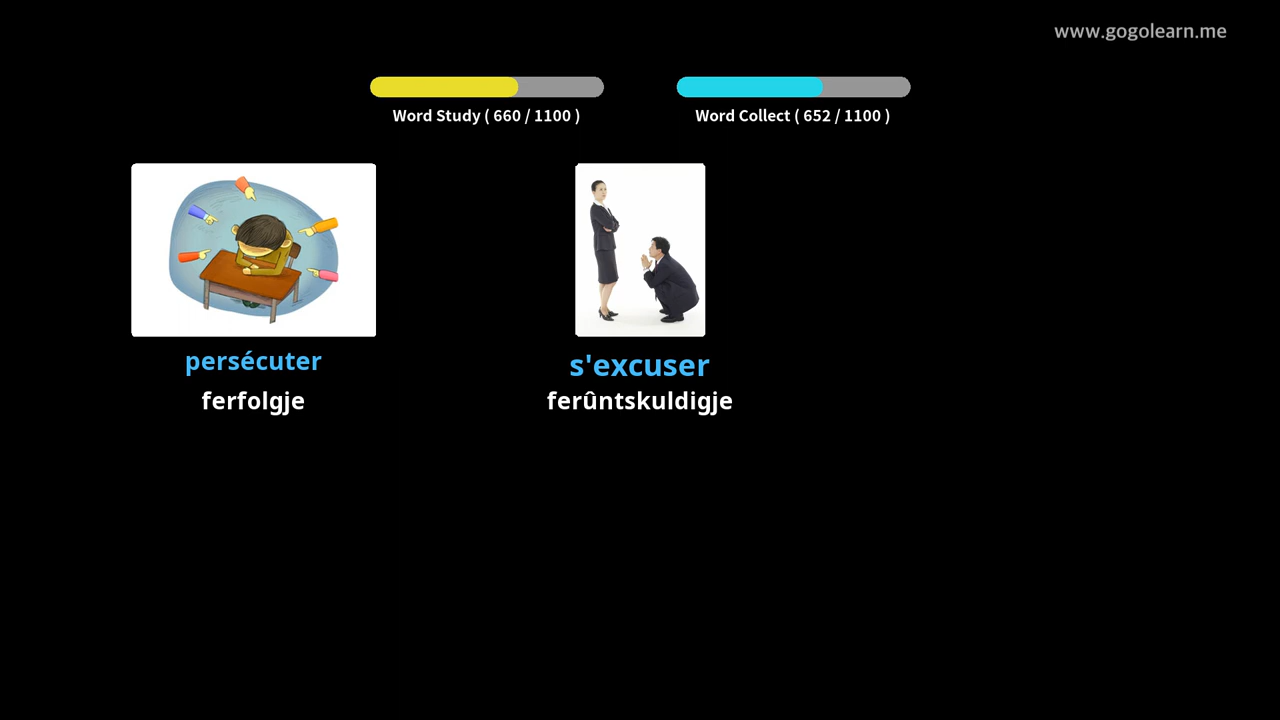 www.gogolearn.me
Word Study ( 660 / 1100 )
Word Collect ( 652 / 1100 )
persécuter
ferfolgje
s'excuser
ferûntskuldigje